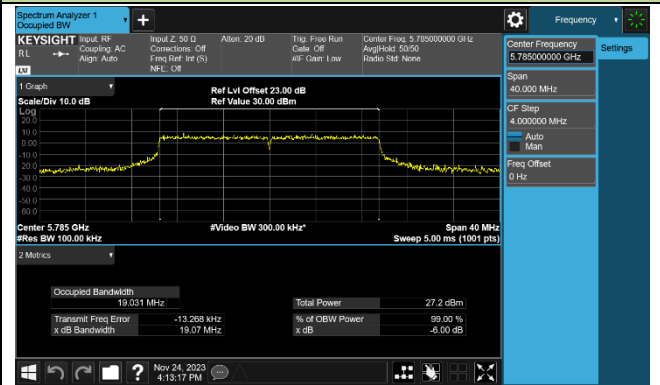 Spectrum Analyzer 1
Occupied BW
Frequency
KEYSIGHT
RL
LXI
Input: RF
Coupling: AC
Align: Auto
Input Z: 50 Ω
Corrections: Off
Freq Ref: Int (S)
NFE: Off
Atten: 20 dB
Trig: Free Run
Gate: Off
#IF Gain: Low
Center Freq: 5.785000000 GHz
Avg|Hold: 50/50
Radio Std: None
Center Frequency
5.785000000 GHz
Settings
Span
40.000 MHz
CF Step
4.000000 MHz
Auto
Man
Freq Offset
0 Hz
1 Graph
Scale/Div 10.0 dB
Ref Lvl Offset 23.00 dB
Ref Value 30.00 dBm
Log
20.0
10.0
0.00
-10.0
-20.0
-30.0
-40.0
-50.0
-60.0
Center 5.785 GHz
#Video BW 300.00 kHz*
Span 40 MHz
#Res BW 100.00 kHz
Sweep 5.00 ms (1001 pts)
2 Metrics
Occupied Bandwidth
19.031 MHz
Total Power 27.2 dBm
Transmit Freq Error -13.268 kHz
% of OBW Power 99.00 %
x dB Bandwidth 19.07 MHz
x dB -6.00 dB
Nov 24, 2023
4:13:17 PM